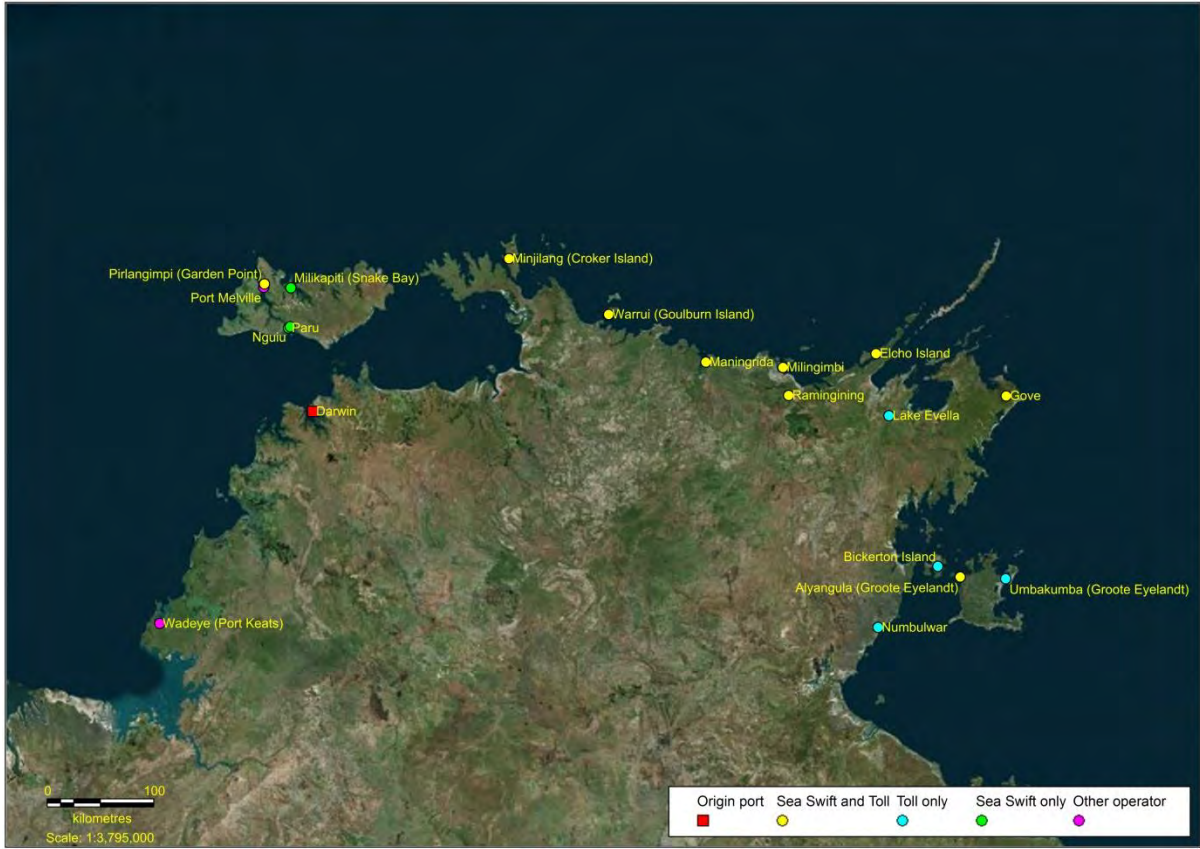 Minjilang (Croker Island)
Pirlangimpi (Garden Point)
Milikapiti (Snake Bay)
Port Melville
Warrui (Goulburn Island)
Paru
Nguiu
Elcho Island
Maningrida
Milingimbi
Ramingining
Gove
Darwin
Lake Evella
Bickerton Island
Alyangula (Groote Eyelandt)
Umbakumba (Groote Eyelandt)
Wadeye (Port Keats)
Numbulwar
0 100
kilometres
Scale: 1:3,795,000
Origin port Sea Swift and Toll Toll only Sea Swift only Other operator